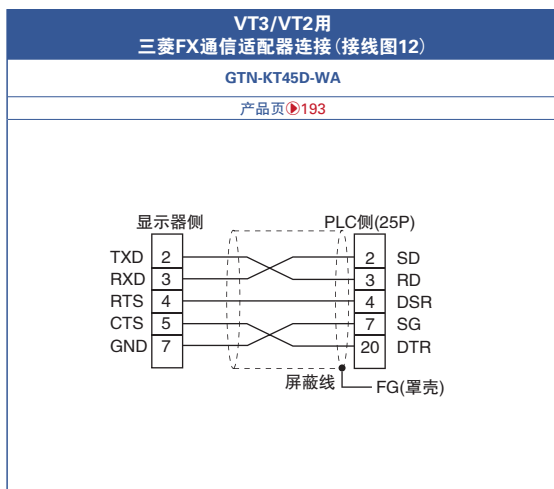 VT3/VT2用
三菱FX通信适配器连接(接线图12)
GTN-KT45D-WA
产品页193
显示器侧 PLC侧(25P)
TXD 2 2 SD
RXD 3 3 RD
RTS 4 4 DSR
CTS 5 7 SG
GND 7 20 DTR
屏蔽线 FG(罩壳)